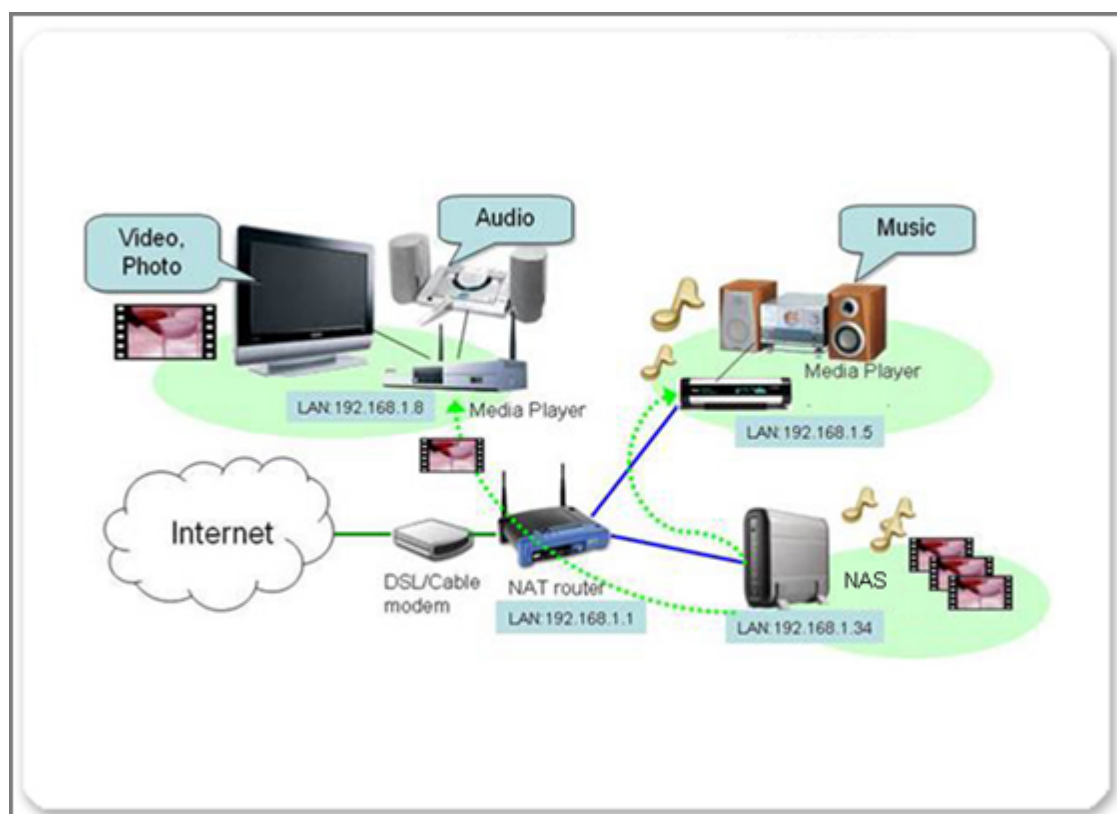 Video,
Photo
Audio
Music
LAN:192.168.1.8
Media Player
Media Player
LAN:192.168.1.5
Internet
DSL/Cable
modem
NAT router
LAN:192.168.1.1
NAS
LAN:192.168.1.34